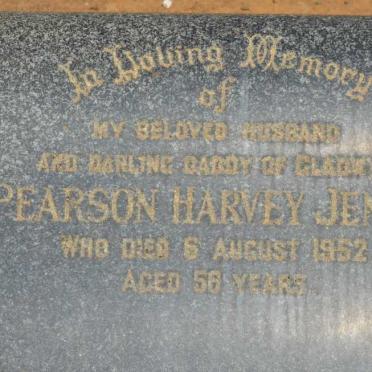 In Loving Memory
of
MY BELOVED HUSBAND
AND DARLING DADDY OF
PEARSON HARVEY
WHO DIED 6 AUGUST 1952
AGED 56 YEARS